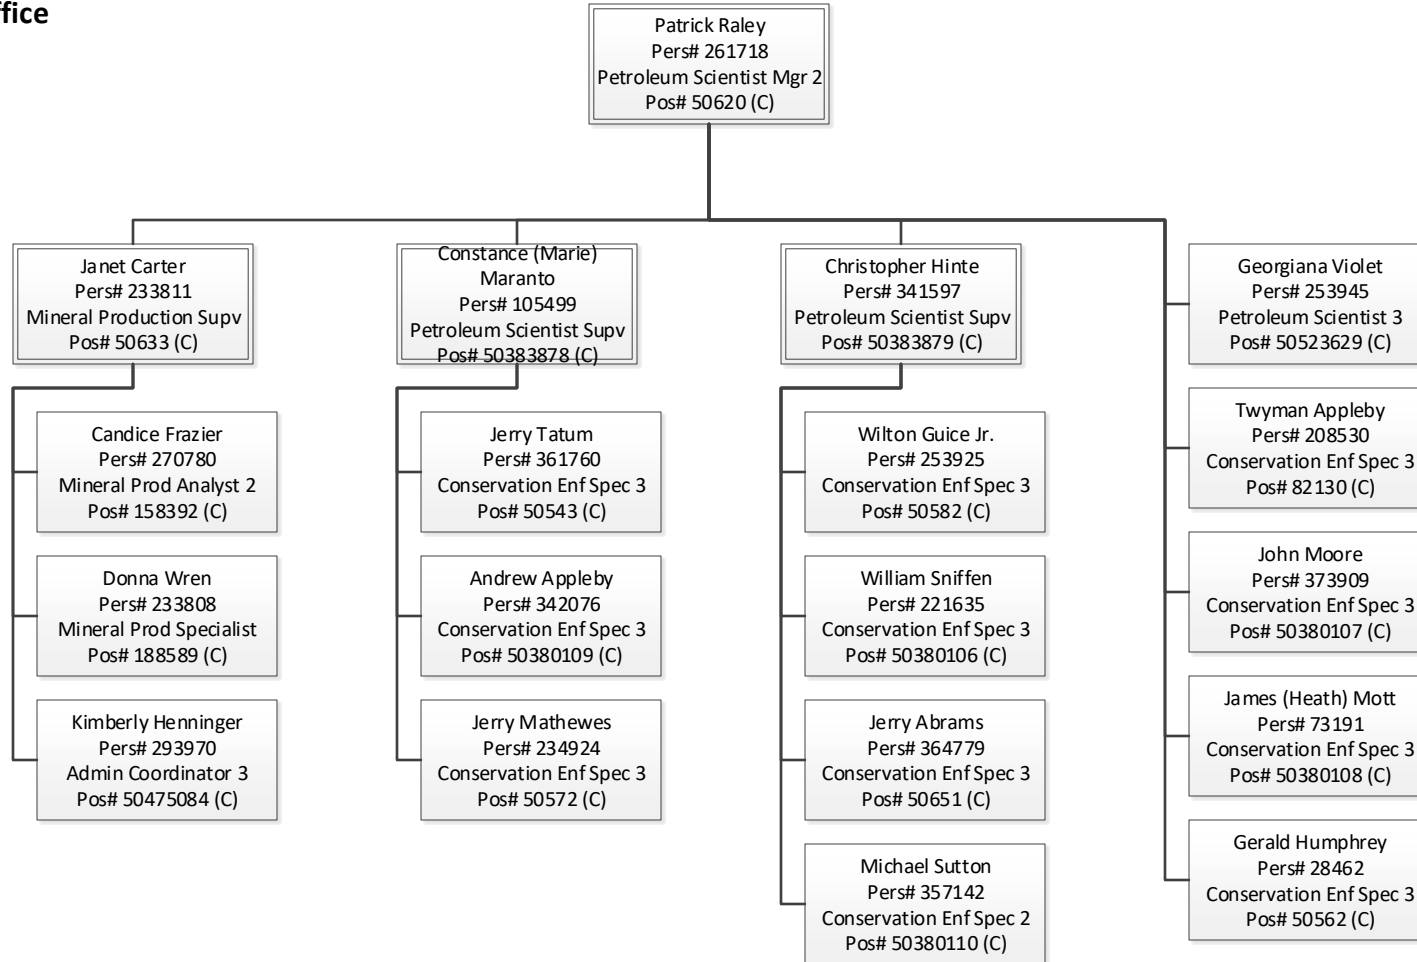 ffice
Patrick Raley
Pers# 261718
Petroleum Scientist Mgr 2
Pos# 50620 (C)
Janet Carter
Pers# 233811
Mineral Production Supv
Pos# 50633 (C)
Candice Frazier
Pers# 270780
Mineral Prod Analyst 2
Pos# 158392 (C)
Donna Wren
Pers# 233808
Mineral Prod Specialist
Pos# 188589 (C)
Kimberly Henninger
Pers# 293970
Admin Coordinator 3
Pos# 50475084 (C)
Constance (Marie)
Maranto
Pers# 105499
Petroleum Scientist Supv
Pos# 50383878 (C)
Jerry Tatum
Pers# 361760
Conservation Enf Spec 3
Pos# 50543 (C)
Andrew Appleby
Pers# 342076
Conservation Enf Spec 3
Pos# 50380109 (C)
Jerry Mathewes
Pers# 234924
Conservation Enf Spec 3
Pos# 50572 (C)
Christopher Hinte
Pers# 341597
Petroleum Scientist Supv
Pos# 50383879 (C)
Wilton Guice Jr.
Pers# 253925
Conservation Enf Spec 3
Pos# 50582 (C)
William Sniffen
Pers# 221635
Conservation Enf Spec 3
Pos# 50380106 (C)
Jerry Abrams
Pers# 364779
Conservation Enf Spec 3
Pos# 50651 (C)
Michael Sutton
Pers# 357142
Conservation Enf Spec 2
Pos# 50380110 (C)
Georgiana Violet
Pers# 253945
Petroleum Scientist 3
Pos# 50523629 (C)
Twyman Appleby
Pers# 208530
Conservation Enf Spec 3
Pos# 82130 (C)
John Moore
Pers# 373909
Conservation Enf Spec 3
Pos# 50380107 (C)
James (Heath) Mott
Pers# 73191
Conservation Enf Spec 3
Pos# 50380108 (C)
Gerald Humphrey
Pers# 28462
Conservation Enf Spec 3
Pos# 50562 (C)